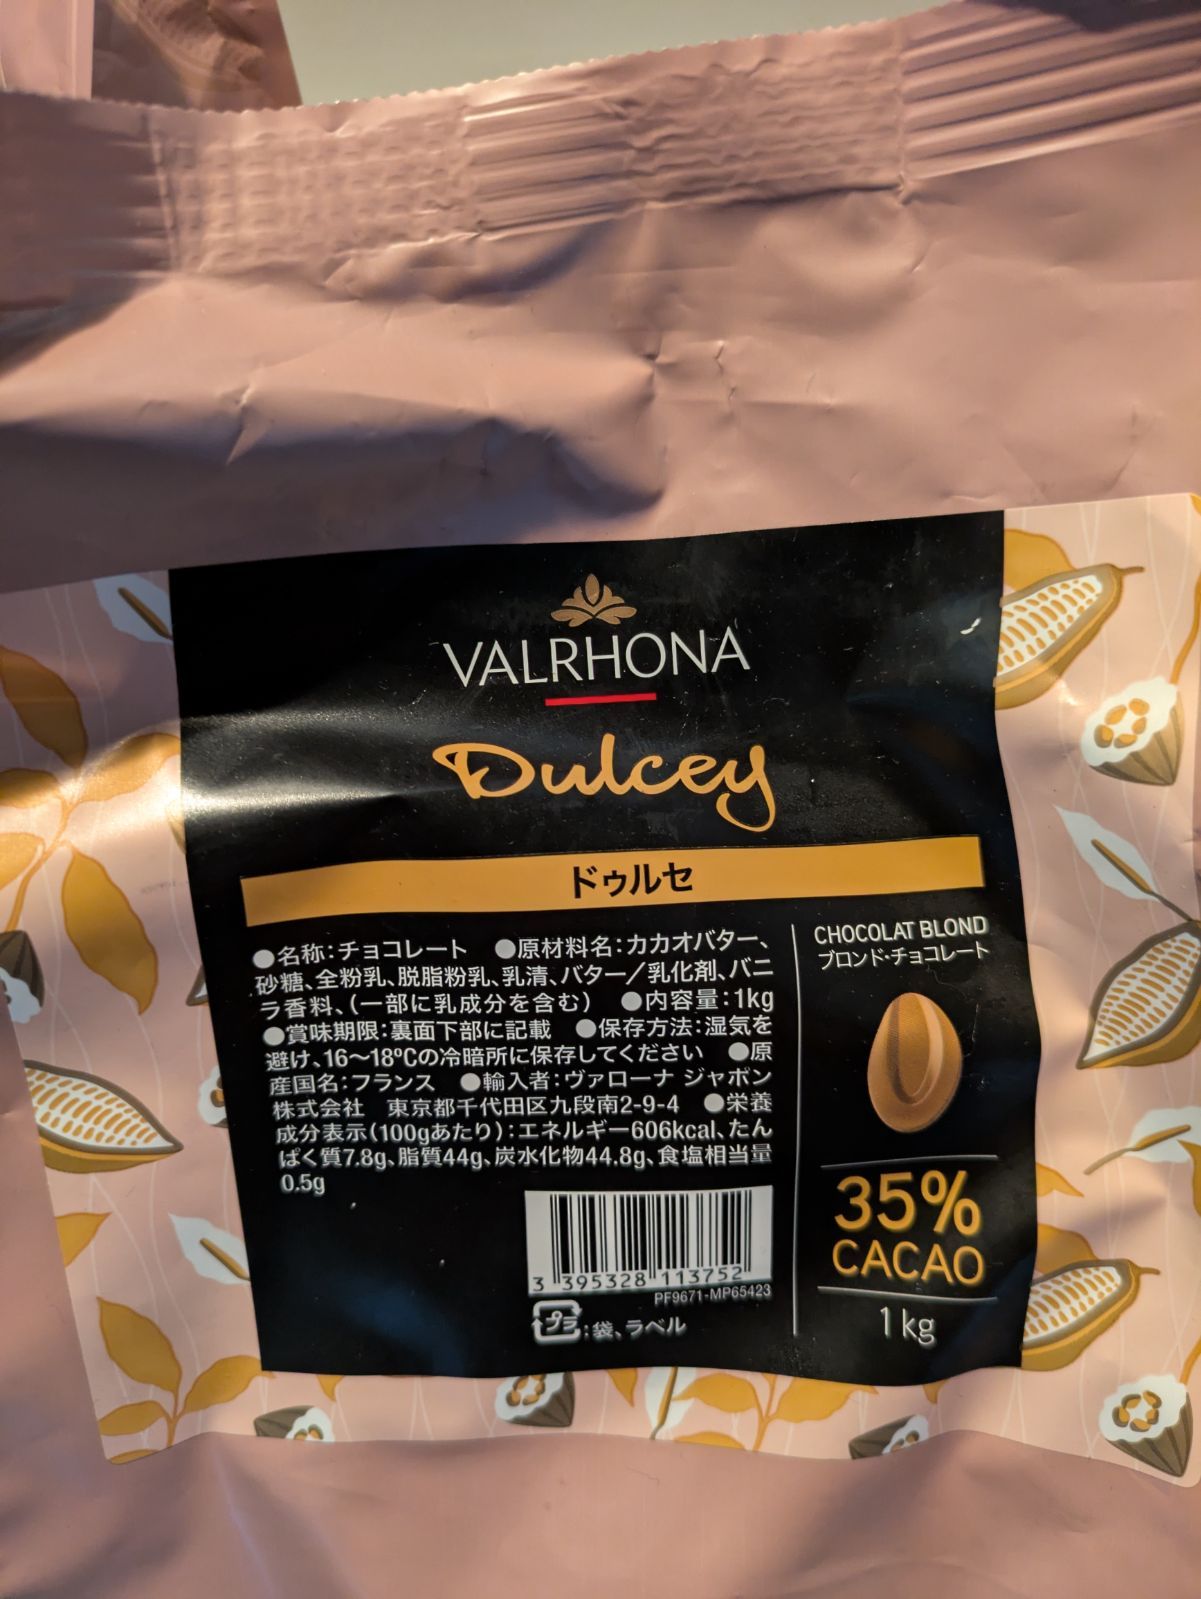 VALRHONA
Dulcey
ドゥルセ
●名称:チョコレート ●原材料名:カカオバター、
砂糖、全粉乳、脱脂粉乳、乳清、バター/乳化剤、バニ
ラ香料、(一部に乳成分を含む) ●内容量:1kg
●賞味期限:裏面下部に記載 ●保存方法:湿気を
避け、16〜18ºCの冷暗所に保存してください ●原
産国名:フランス ●輸入者:ヴァローナ ジャポン
株式会社 東京都千代田区九段南2-9-4 ●栄養
成分表示(100gあたり):エネルギー606kcal、たん
ぱく質7.8g、脂質44g、炭水化物44.8g、食塩相当量
0.5g
3 395328 113752
PF9671-MP65423
プラ:袋、ラベル
CHOCOLAT BLOND
ブロンド・チョコレート
35%
CACAO
1kg